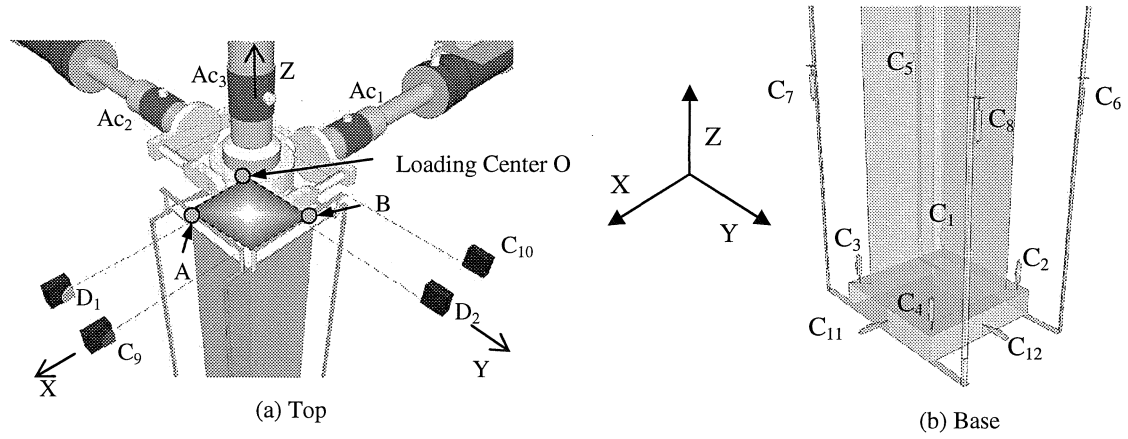 Ac₃
Z
Ac₁
Ac₂
Loading Center O
B
A
C₁₀
D₁
D₂
C₉
X
Y
(a) Top
C₅
C₇
C₆
C₈
Z
X
Y
C₁
C₃
C₂
C₄
C₁₁
C₁₂
(b) Base